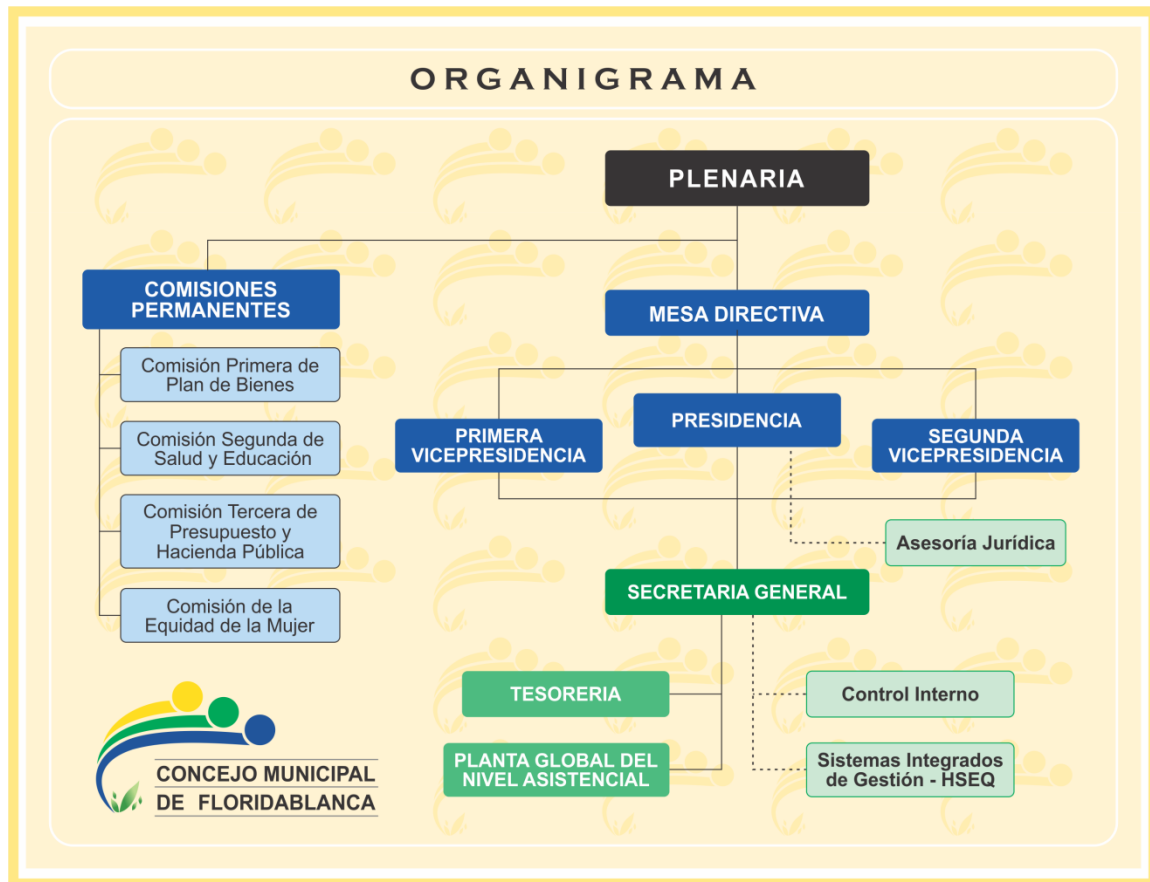 ORGANIGRAMA
PLENARIA
COMISIONES
PERMANENTES
Comisión Primera de
Plan de Bienes
Comisión Segunda de
Salud y Educación
Comisión Tercera de
Presupuesto y
Hacienda Pública
Comisión de la
Equidad de la Mujer
MESA DIRECTIVA
PRIMERA
VICEPRESIDENCIA
PRESIDENCIA
SEGUNDA
VICEPRESIDENCIA
Asesoría Jurídica
SECRETARIA GENERAL
TESORERIA
PLANTA GLOBAL DEL
NIVEL ASISTENCIAL
Control Interno
Sistemas Integrados
de Gestión - HSEQ
CONCEJO MUNICIPAL
DE FLORIDABLANCA